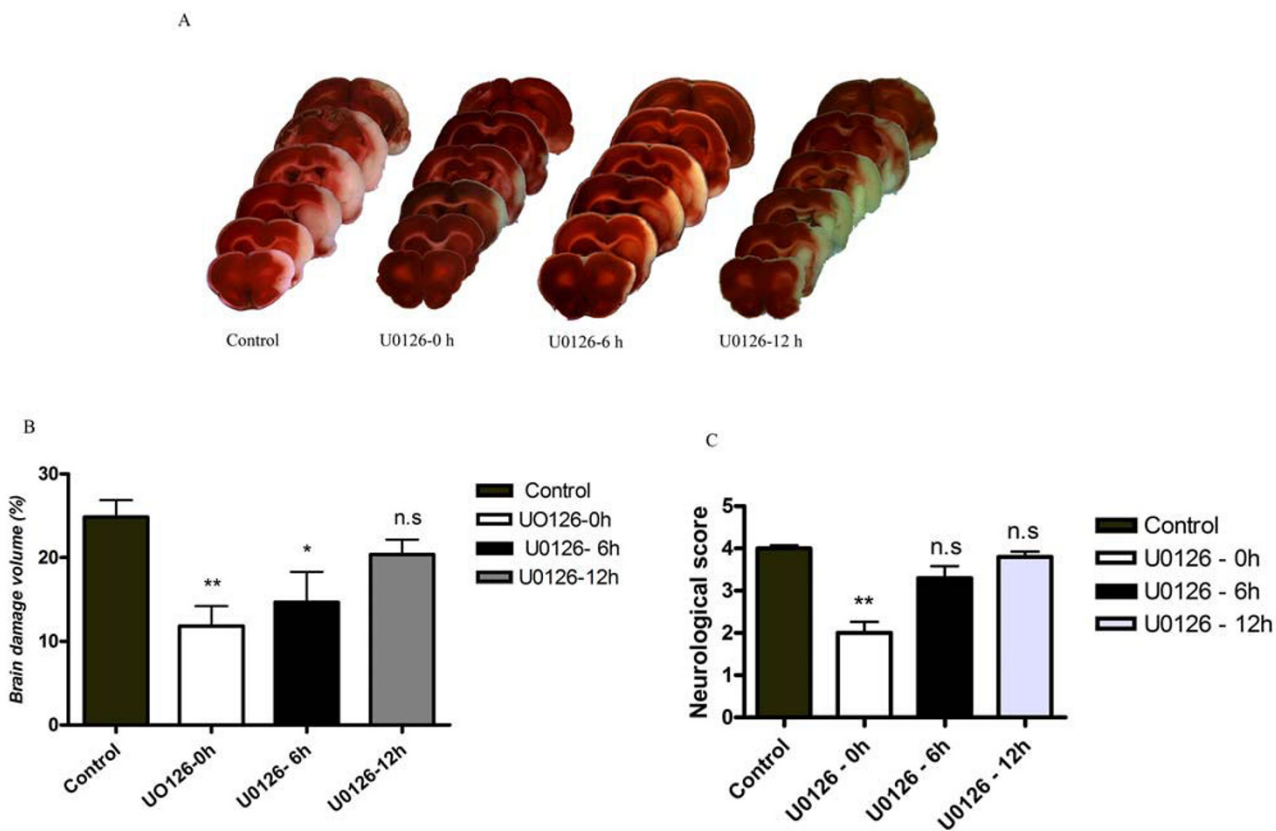 A
Control
U0126-0 h
U0126-6 h
U0126-12 h
B
Brain damage volume (%)
30
20
10
0
**
*
n.s
Control
UO126-0h
U0126- 6h
U0126-12h
Control
UO126-0h
U0126- 6h
U0126-12h
C
Neurological score
5
4
3
2
1
0
**
n.s
n.s
Control
U0126 - 0h
U0126 - 6h
U0126 - 12h
Control
U0126 - 0h
U0126 - 6h
U0126 - 12h